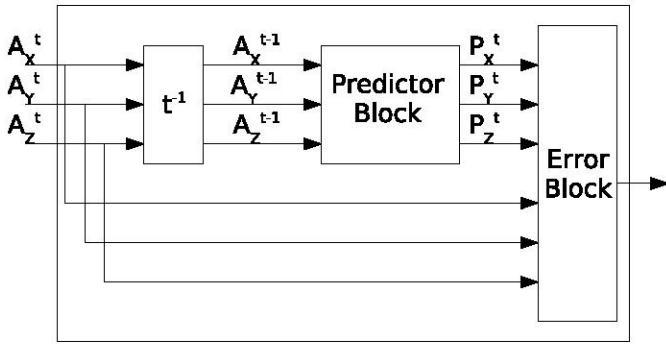 A_X^t A_X^t-1 P_X^t
A_Y^t A_Y^t-1 P_Y^t
A_Z^t A_Z^t-1 P_Z^t
t^-1
Predictor
Block
Error
Block